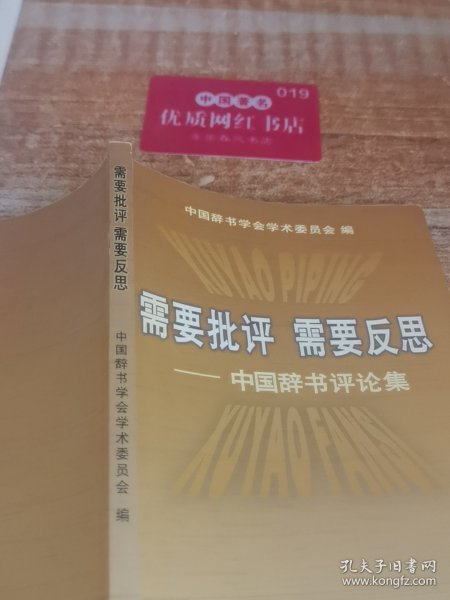 019
中国著名
优质网红书店
中国辞书学会学术委员会 编
XUYAO PIPING
需要批评 需要反思
——中国辞书评论集
XUYAO FANSI
需要批评 需要反思
中国辞书学会学术委员会 编
孔夫子旧书网
www.kongfz.com